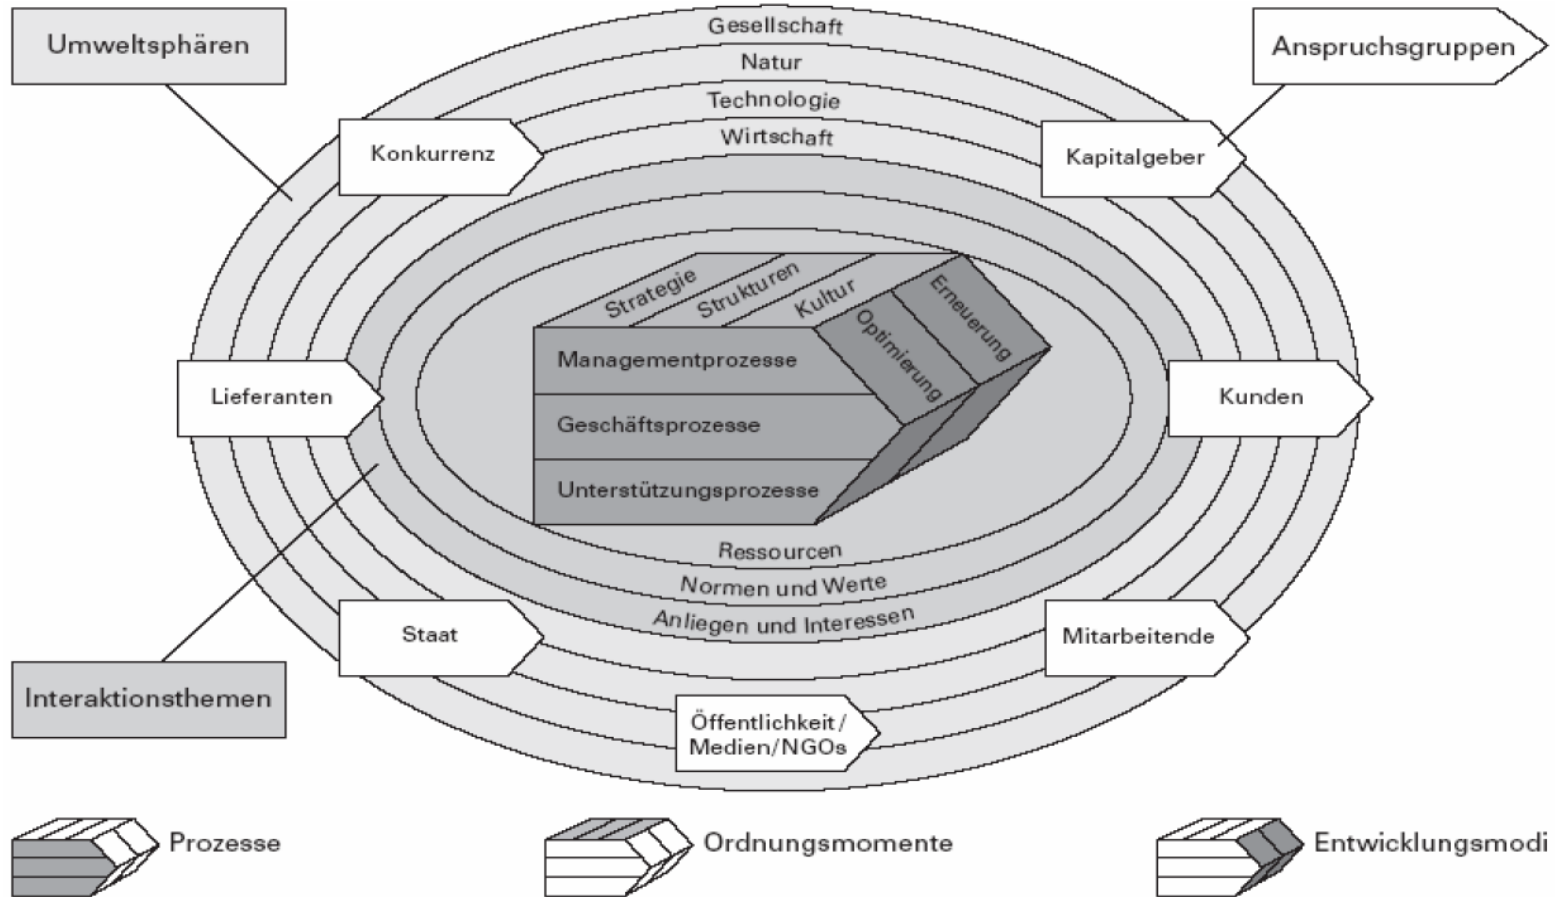 Umweltsphären
Gesellschaft
Natur
Technologie
Wirtschaft
Anspruchsgruppen
Konkurrenz
Kapitalgeber
Strategie
Strukturen
Kultur
Optimierung
Erneuerung
Managementprozesse
Geschäftsprozesse
Unterstützungsprozesse
Lieferanten
Kunden
Ressourcen
Normen und Werte
Anliegen und Interessen
Staat
Mitarbeitende
Interaktionsthemen
Öffentlichkeit/
Medien/NGOs
Prozesse
Ordnungsmomente
Entwicklungsmodi